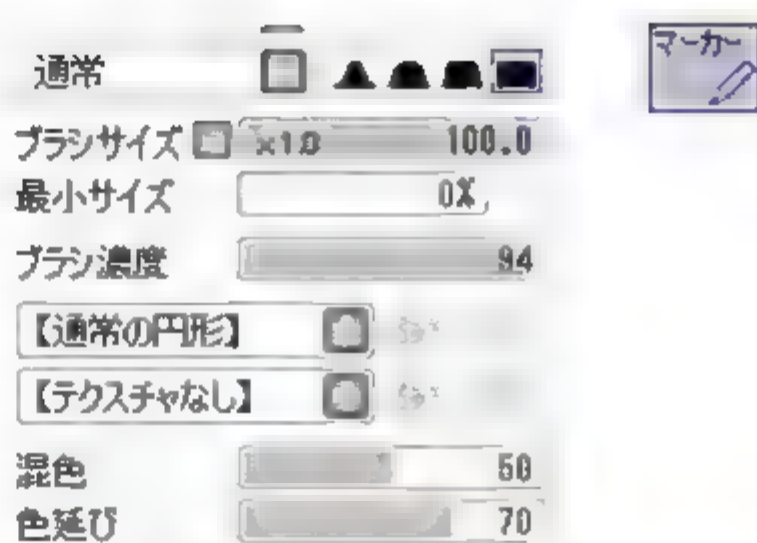 通常
マーカー
ブラシサイズ ×1.0 100.0
最小サイズ 0%
ブラシ濃度 94
【通常の円形】
【テクスチャなし】
混色 50
色延び 70